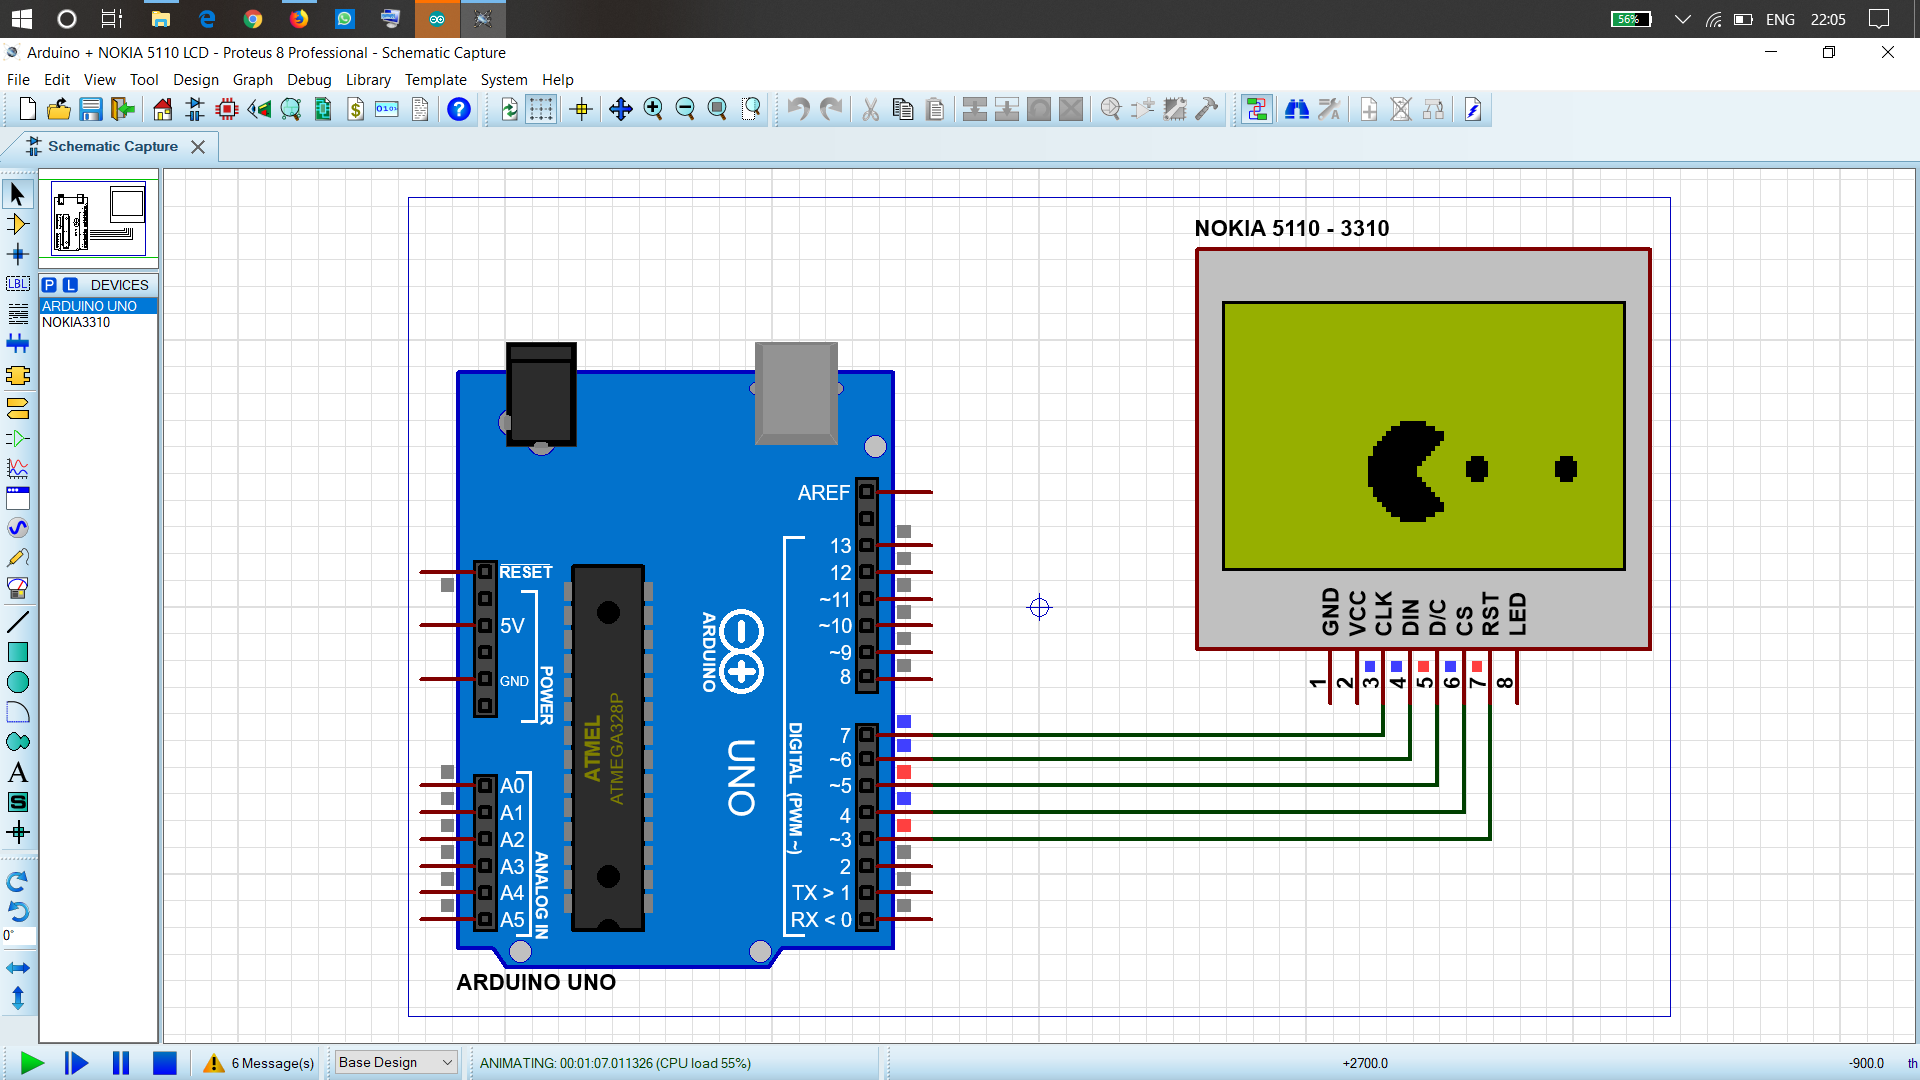 56%
ENG
22:05
Arduino + NOKIA 5110 LCD - Proteus 8 Professional - Schematic Capture
File Edit View Tool Design Graph Debug Library Template System Help
Schematic Capture
P L DEVICES
ARDUINO UNO
NOKIA3310
LBL
A
S
0°
NOKIA 5110 - 3310
GND
VCC
CLK
DIN
D/C
CS
RST
LED
1
2
3
4
5
6
7
8
AREF
13
12
~11
~10
~9
8
7
~6
~5
4
~3
2
TX > 1
RX < 0
DIGITAL (PWM ~)
RESET
5V
GND
POWER
A0
A1
A2
A3
A4
A5
ANALOG IN
ATMEL
ATMEGA328P
ARDUINO
UNO
ARDUINO UNO
6 Message(s)
Base Design
ANIMATING: 00:01:07.011326 (CPU load 55%)
+2700.0
-900.0
th